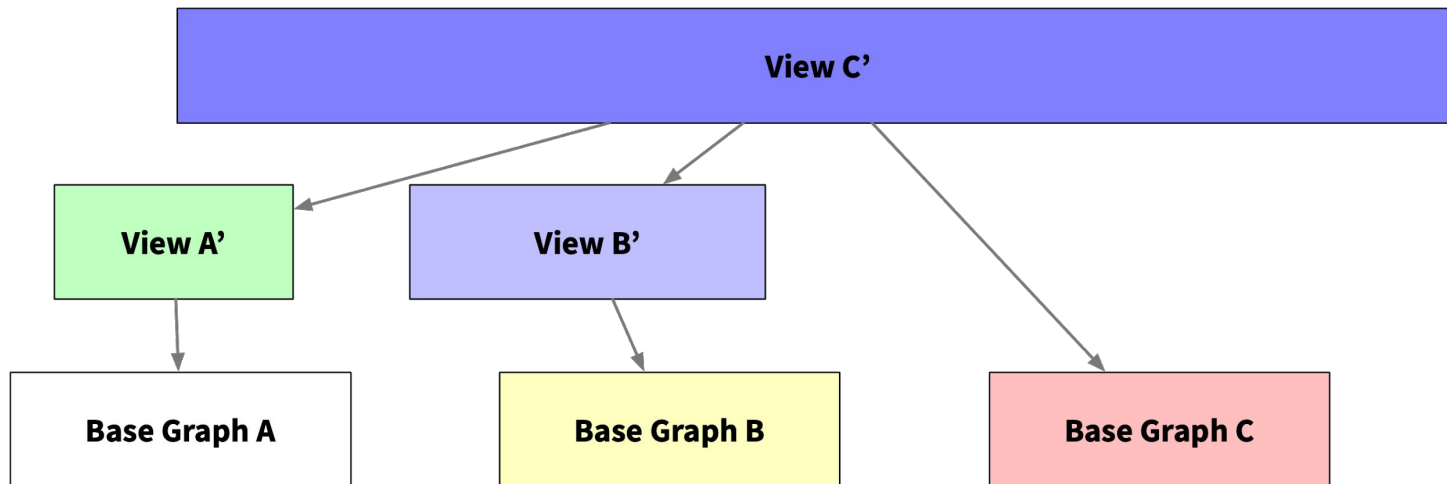 View C’
View A’
View B’
Base Graph A
Base Graph B
Base Graph C